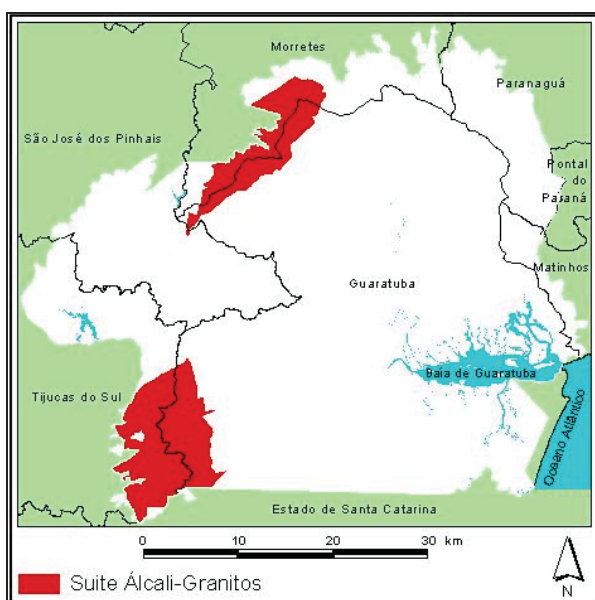 Morretes
Paranaguá
São José dos Pinhais
Pontal
do
Paraná
Matinhos
Guaratuba
Baía de Guaratuba
Tijucas do Sul
Oceano Atlântico
Estado de Santa Catarina
0 10 20 30 km
Suite Álcali-Granitos
N